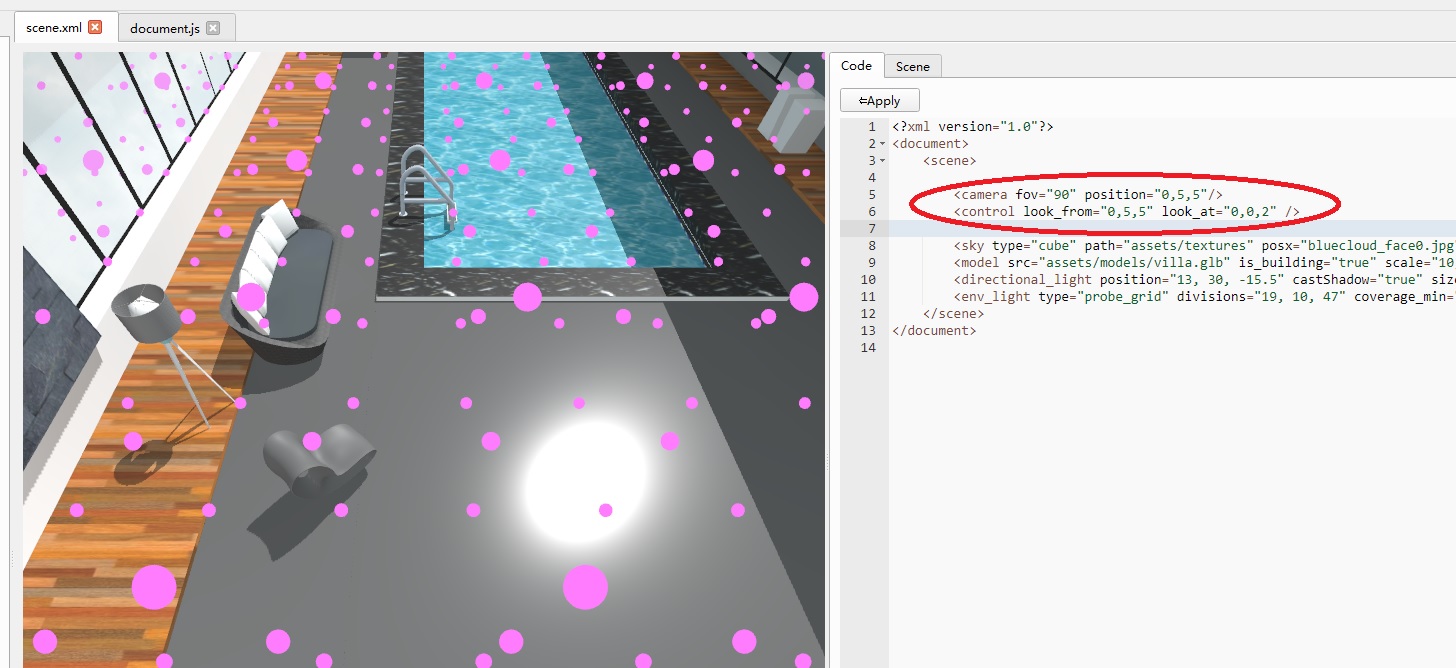 scene.xml
document.js
Code
Scene
⇐Apply
1 <?xml version="1.0"?>
2 <document>
3 <scene>
4
5 <camera fov="90" position="0,5,5"/>
6 <control look_from="0,5,5" look_at="0,0,2" />
7
8 <sky type="cube" path="assets/textures" posx="bluecloud_face0.jpg
9 <model src="assets/models/villa.glb" is_building="true" scale="10
10 <directional_light position="13, 30, -15.5" castShadow="true" siz
11 <env_light type="probe_grid" divisions="19, 10, 47" coverage_min=
12 </scene>
13 </document>
14